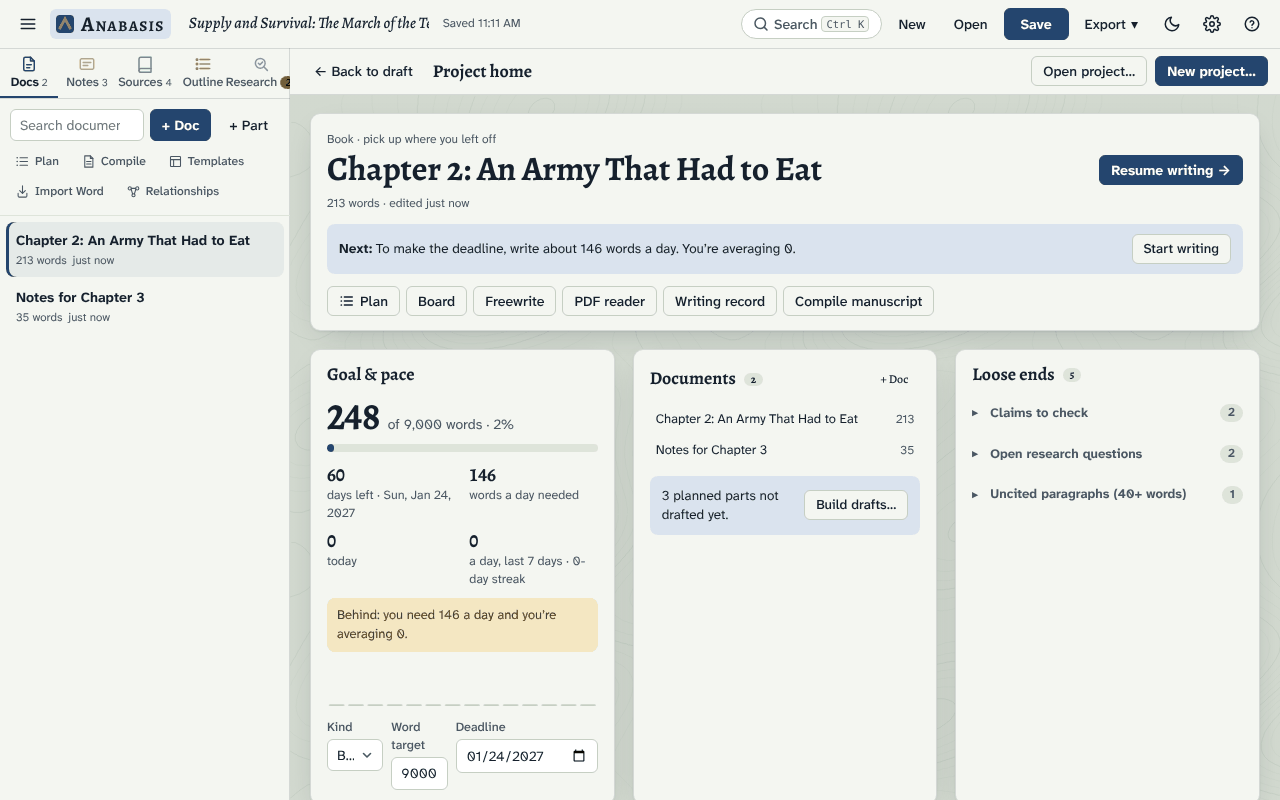 Anabasis
Supply and Survival: The March of the Te
Saved 11:11 AM
Search Ctrl K
New
Open
Save
Export ▾
Docs 2
Notes 3
Sources 4
Outline
Research 2
← Back to draft
Project home
Open project…
New project…
Search documer
+ Doc
+ Part
Plan
Compile
Templates
Import Word
Relationships
Chapter 2: An Army That Had to Eat
213 words just now
Notes for Chapter 3
35 words just now
Book · pick up where you left off
Chapter 2: An Army That Had to Eat
213 words · edited just now
Resume writing →
Next: To make the deadline, write about 146 words a day. You’re averaging 0.
Start writing
Plan
Board
Freewrite
PDF reader
Writing record
Compile manuscript
Goal & pace
248 of 9,000 words · 2%
60
days left · Sun, Jan 24,
2027
146
words a day needed
0
today
0
a day, last 7 days · 0-
day streak
Behind: you need 146 a day and you’re
averaging 0.
Kind
B…
Word
target
9000
Deadline
01/24/2027
Documents 2
+ Doc
Chapter 2: An Army That Had to Eat 213
Notes for Chapter 3 35
3 planned parts not
drafted yet.
Build drafts…
Loose ends 5
▸ Claims to check 2
▸ Open research questions 2
▸ Uncited paragraphs (40+ words) 1